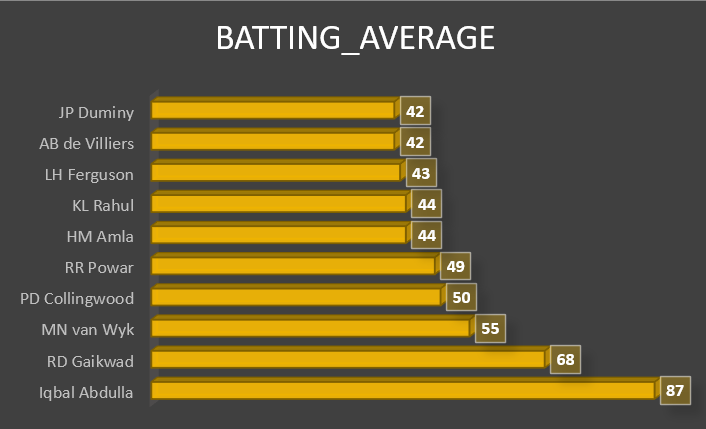 BATTING_AVERAGE
JP Duminy 42
AB de Villiers 42
LH Ferguson 43
KL Rahul 44
HM Amla 44
RR Powar 49
PD Collingwood 50
MN van Wyk 55
RD Gaikwad 68
Iqbal Abdulla 87